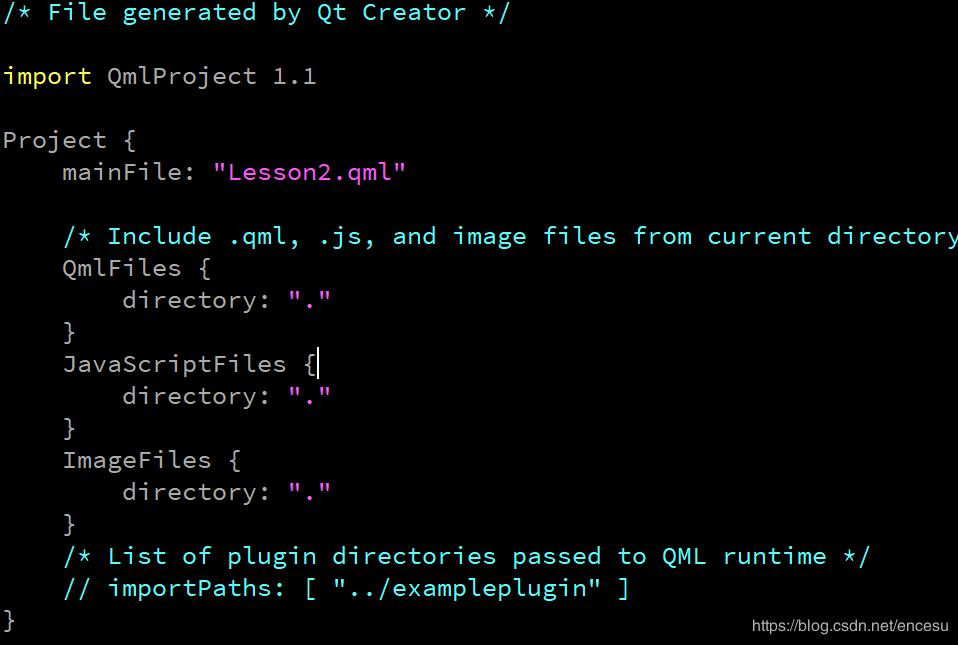 /* File generated by Qt Creator */
import QmlProject 1.1
Project {
    mainFile: "Lesson2.qml"
    /* Include .qml, .js, and image files from current directory
    QmlFiles {
        directory: "."
    }
    JavaScriptFiles {
        directory: "."
    }
    ImageFiles {
        directory: "."
    }
    /* List of plugin directories passed to QML runtime */
    // importPaths: [ "../exampleplugin" ]
}
https://blog.csdn.net/encesu